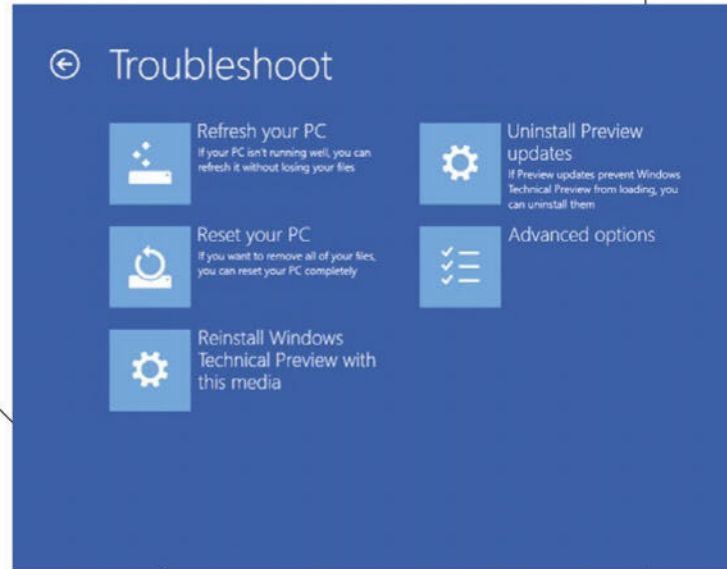 Troubleshoot
Refresh your PC
If your PC isn't running well, you can
refresh it without losing your files
Reset your PC
If you want to remove all of your files,
you can reset your PC completely
Reinstall Windows
Technical Preview with
this media
Uninstall Preview
updates
If Preview updates prevent Windows
Technical Preview from loading, you
can uninstall them
Advanced options